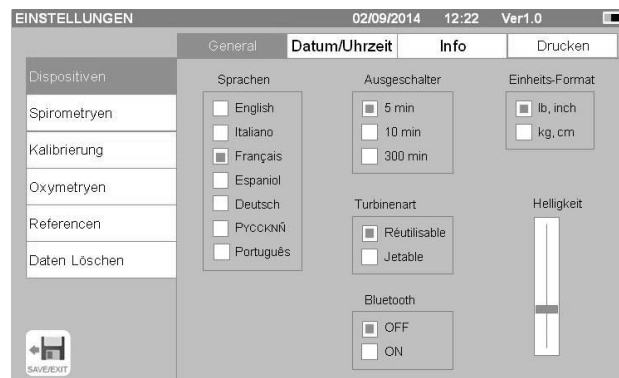 EINSTELLUNGEN 02/09/2014 12:22 Ver1.0
General Datum/Uhrzeit Info Drucken
Dispositiven
Spirometryen
Kalibrierung
Oxymetryen
Referencen
Daten Löschen
SAVE/EXIT
Sprachen
English
Italiano
Français
Espaniol
Deutsch
РУССКNÑ
Português
Ausgeschalter
5 min
10 min
300 min
Turbinenart
Réutilisable
Jetable
Bluetooth
OFF
ON
Einheits-Format
lb, inch
kg, cm
Helligkeit